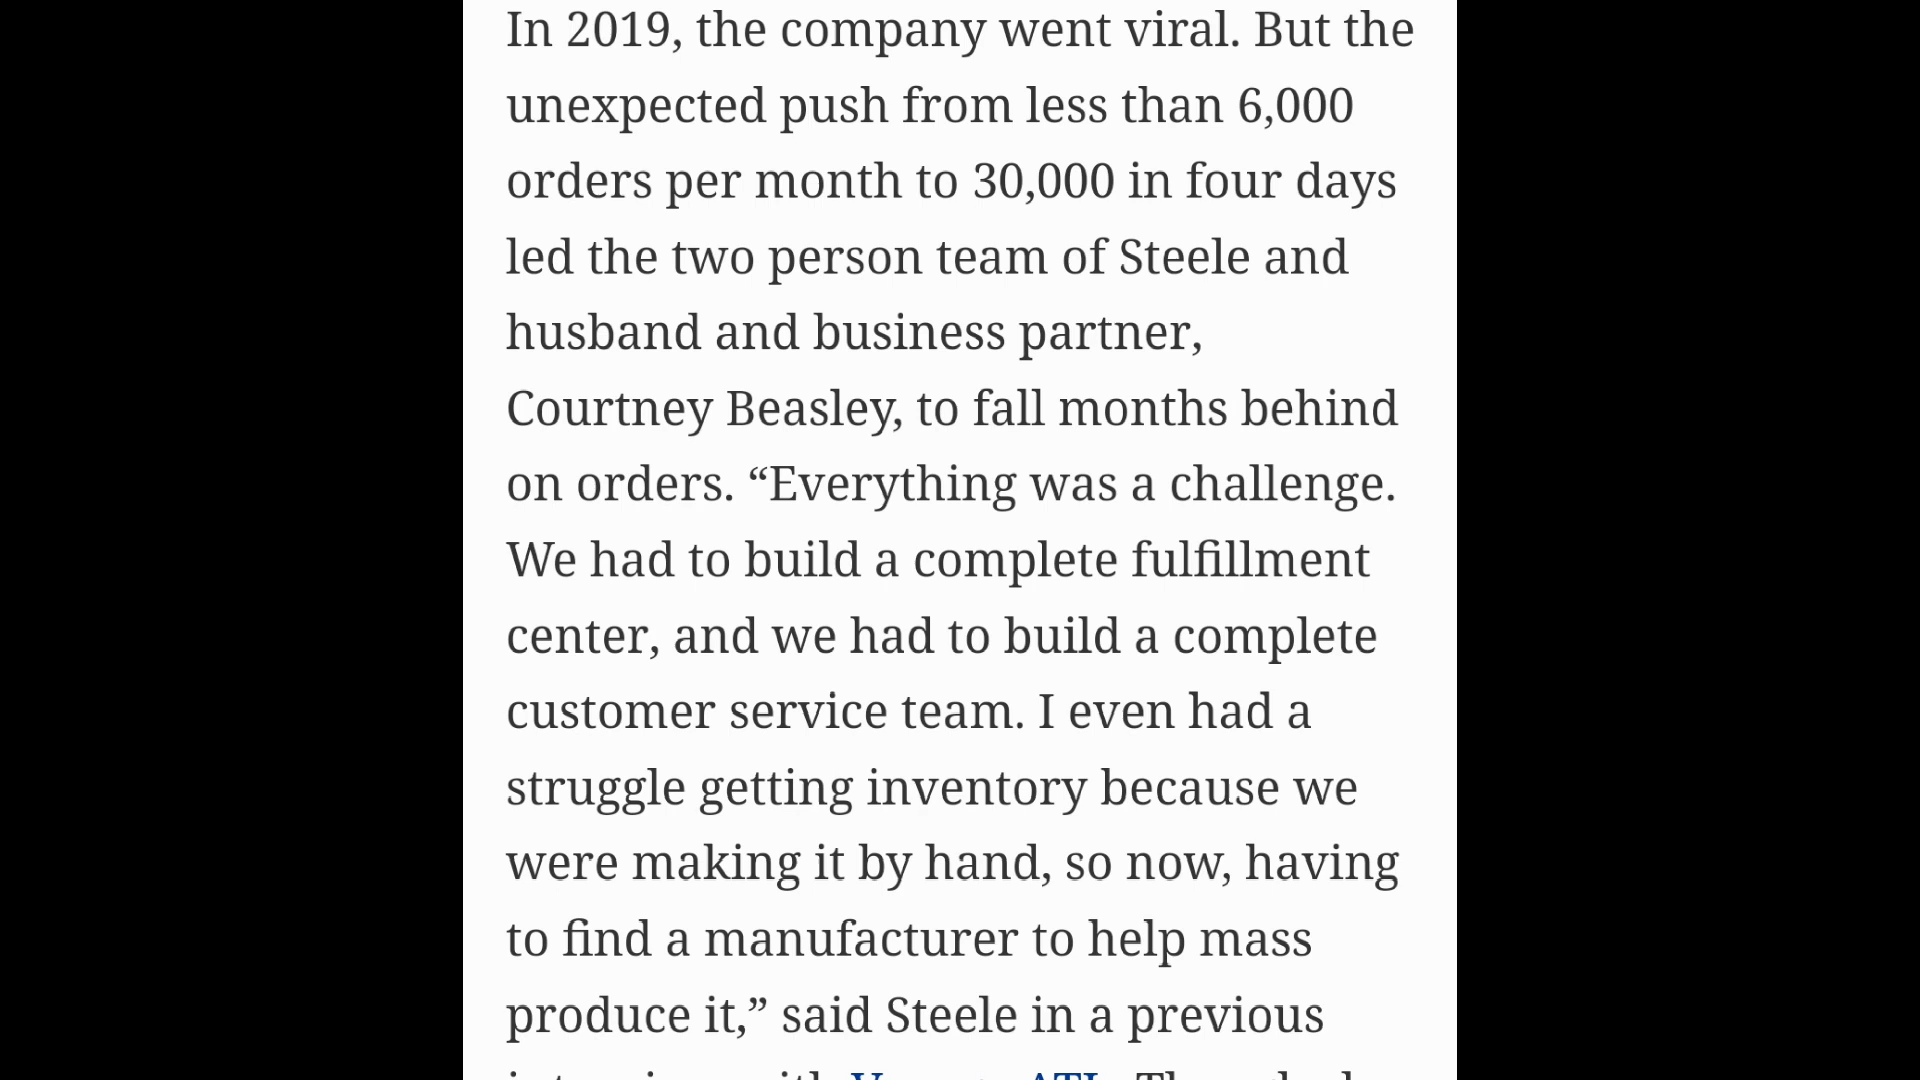 In 2019, the company went viral. But the
unexpected push from less than 6,000
orders per month to 30,000 in four days
led the two person team of Steele and
husband and business partner,
Courtney Beasley, to fall months behind
on orders. “Everything was a challenge.
We had to build a complete fulfillment
center, and we had to build a complete
customer service team. I even had a
struggle getting inventory because we
were making it by hand, so now, having
to find a manufacturer to help mass
produce it,” said Steele in a previous